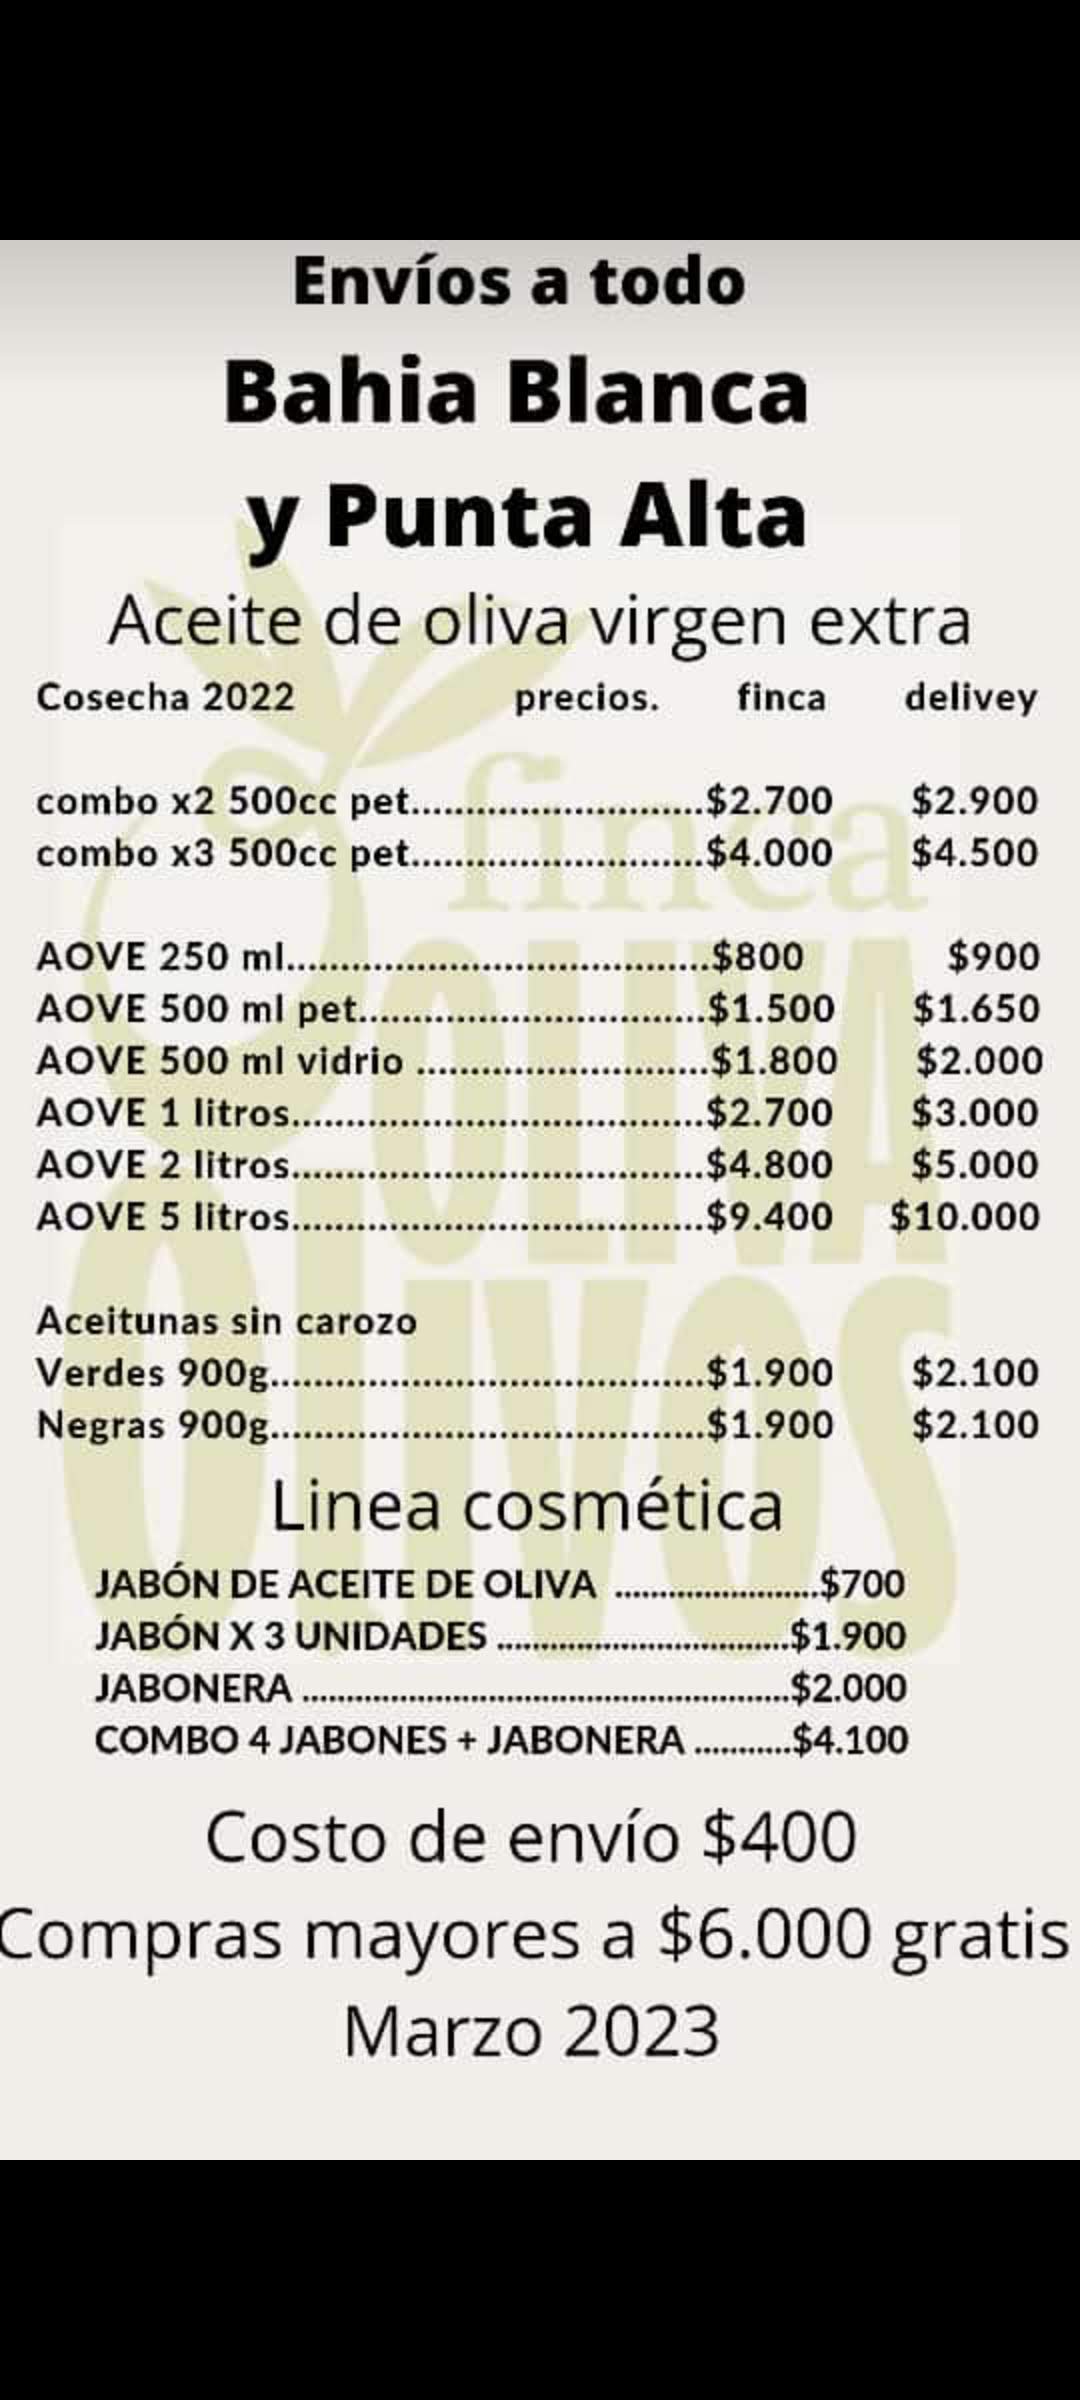 Envíos a todo
Bahia Blanca
y Punta Alta
Aceite de oliva virgen extra
Cosecha 2022 precios. finca delivey
combo x2 500cc pet...........................$2.700 $2.900
combo x3 500cc pet...........................$4.000 $4.500
AOVE 250 ml.......................................$800 $900
AOVE 500 ml pet................................$1.500 $1.650
AOVE 500 ml vidrio ...........................$1.800 $2.000
AOVE 1 litros......................................$2.700 $3.000
AOVE 2 litros......................................$4.800 $5.000
AOVE 5 litros......................................$9.400 $10.000
Aceitunas sin carozo
Verdes 900g........................................$1.900 $2.100
Negras 900g........................................$1.900 $2.100
Linea cosmética
JABÓN DE ACEITE DE OLIVA .......................$700
JABÓN X 3 UNIDADES .................................$1.900
JABONERA .......................................................$2.000
COMBO 4 JABONES + JABONERA ...........$4.100
Costo de envío $400
Compras mayores a $6.000 gratis
Marzo 2023
finca
OLIVA
OLIVOS